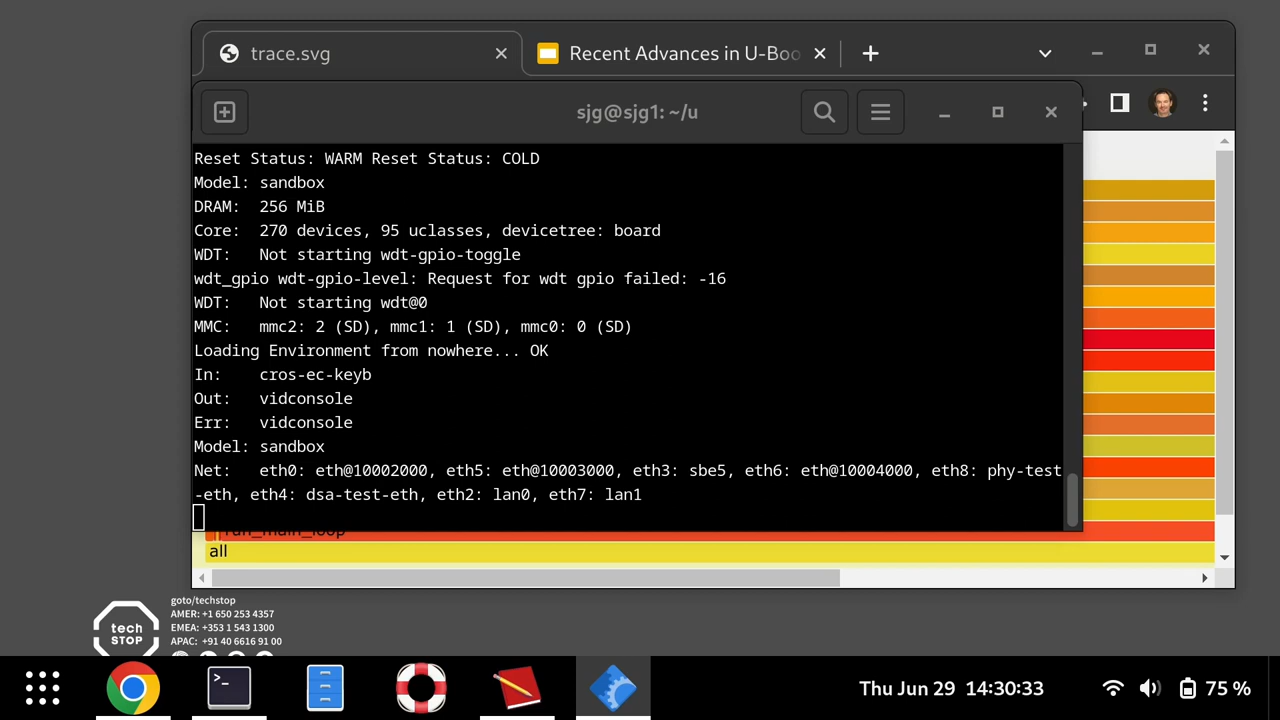 trace.svg
Recent Advances in U-Boo
sjg@sjg1: ~/u
Reset Status: WARM Reset Status: COLD
Model: sandbox
DRAM:  256 MiB
Core:  270 devices, 95 uclasses, devicetree: board
WDT:   Not starting wdt-gpio-toggle
wdt_gpio wdt-gpio-level: Request for wdt gpio failed: -16
WDT:   Not starting wdt@0
MMC:   mmc2: 2 (SD), mmc1: 1 (SD), mmc0: 0 (SD)
Loading Environment from nowhere... OK
In:    cros-ec-keyb
Out:   vidconsole
Err:   vidconsole
Model: sandbox
Net:   eth0: eth@10002000, eth5: eth@10003000, eth3: sbe5, eth6: eth@10004000, eth8: phy-test
-eth, eth4: dsa-test-eth, eth2: lan0, eth7: lan1
run_main_loop
all
goto/techstop
AMER: +1 650 253 4357
EMEA: +353 1 543 1300
APAC: +91 40 6616 91 00
tech
STOP
Thu Jun 29 14:30:33
75 %